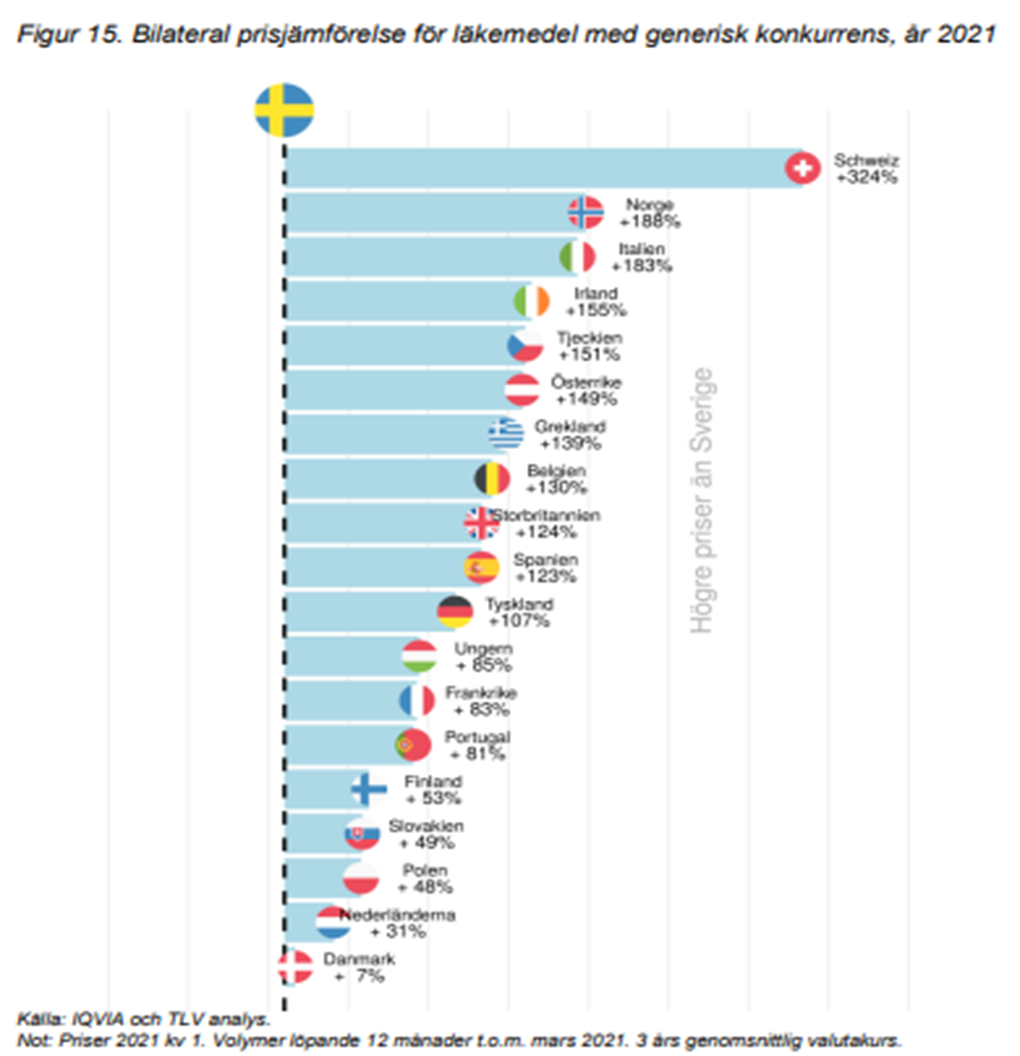 Figur 15. Bilateral prisjämförelse för läkemedel med generisk konkurrens, år 2021
Schweiz
+324%
Norge
+188%
Italien
+183%
Irland
+155%
Tjeckien
+151%
Österrike
+149%
Grekland
+139%
Belgien
+130%
Storbritannien
+124%
Spanien
+123%
Tyskland
+107%
Ungern
+ 85%
Frankrike
+ 83%
Portugal
+ 81%
Finland
+ 53%
Slovakien
+ 49%
Polen
+ 48%
Nederländerna
+ 31%
Danmark
+ 7%
Högre priser än Sverige
Källa: IQVIA och TLV analys.
Not: Priser 2021 kv 1. Volymer löpande 12 månader t.o.m. mars 2021. 3 års genomsnittlig valutakurs.